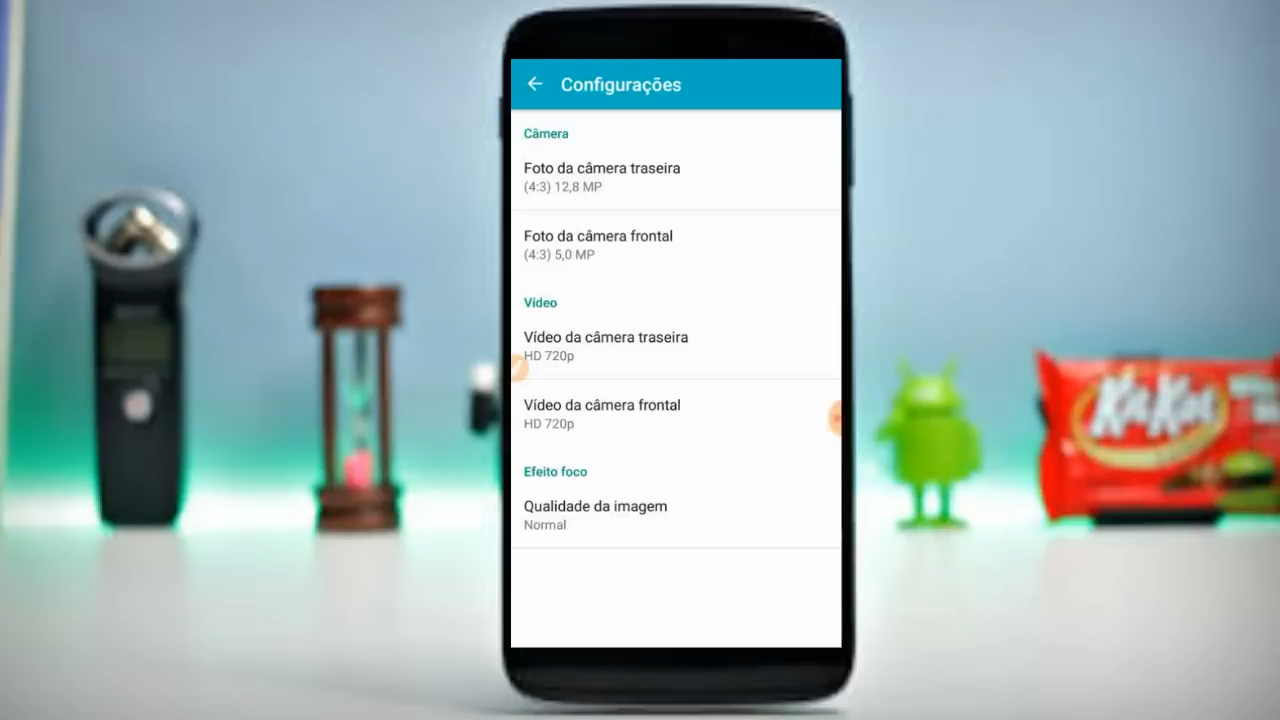 Configurações
Câmera
Foto da câmera traseira
(4:3) 12,8 MP
Foto da câmera frontal
(4:3) 5,0 MP
Vídeo
Vídeo da câmera traseira
HD 720p
Vídeo da câmera frontal
HD 720p
Efeito foco
Qualidade da imagem
Normal
KitKat